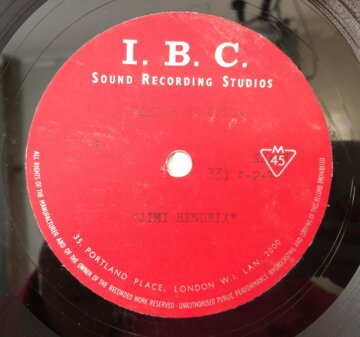 I. B. C.
SOUND RECORDING STUDIOS
33⅓ r.p.m
M
45
"JIMI HENDRIX"
35, PORTLAND PLACE, LONDON W.1. LAN. 2000
ALL RIGHTS OF THE MANUFACTURER AND OF THE OWNER OF THE RECORDED WORK RESERVED - UNAUTHORISED PUBLIC PERFORMANCE BROADCASTING AND COPYING OF THIS RECORD PROHIBITED